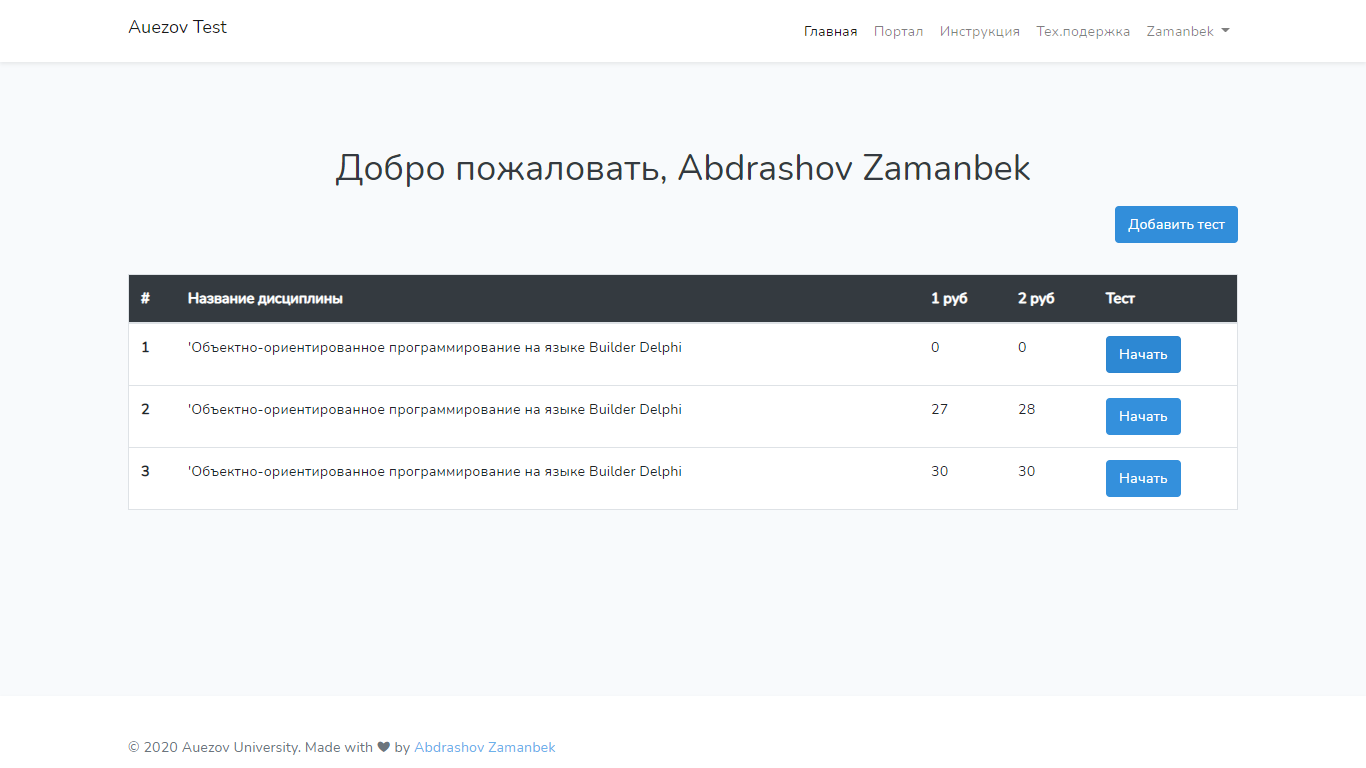 Auezov Test
Главная Портал Инструкция Тех.подержка Zamanbek
Добро пожаловать, Abdrashov Zamanbek
Добавить тест
# Название дисциплины 1 руб 2 руб Тест
1 'Объектно-ориентированное программирование на языке Builder Delphi 0 0 Начать
2 'Объектно-ориентированное программирование на языке Builder Delphi 27 28 Начать
3 'Объектно-ориентированное программирование на языке Builder Delphi 30 30 Начать
© 2020 Auezov University. Made with ❤ by Abdrashov Zamanbek